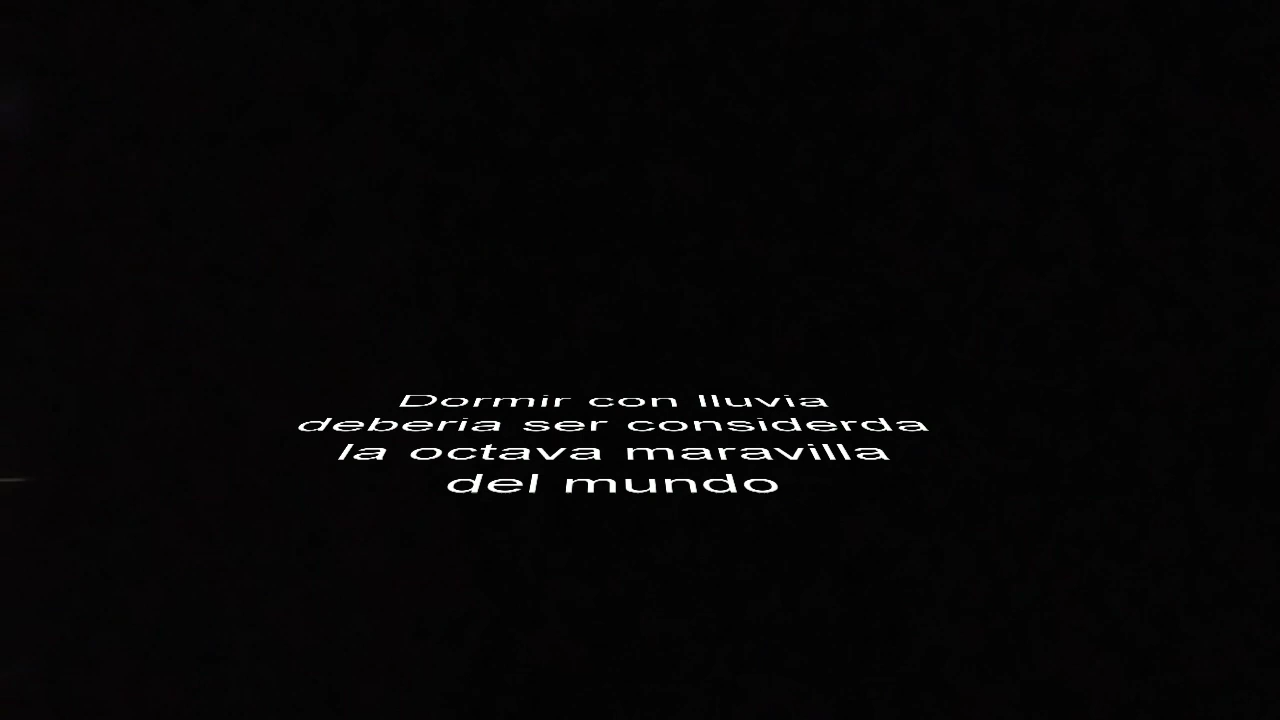 Dormir con lluvia
deberia ser considerda
la octava maravilla
del mundo